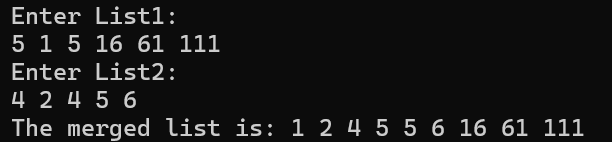 Enter List1:
5 1 5 16 61 111
Enter List2:
4 2 4 5 6
The merged list is: 1 2 4 5 5 6 16 61 111